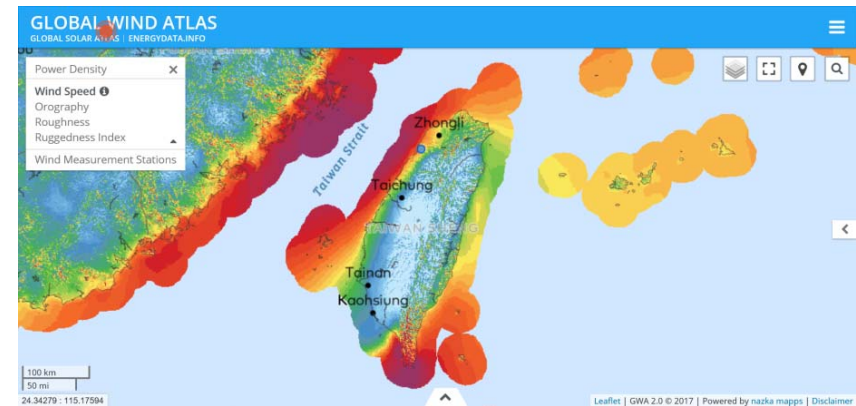 GLOBAL WIND ATLAS
GLOBAL SOLAR ATLAS | ENERGYDATA.INFO
Power Density
Wind Speed
Orography
Roughness
Ruggedness Index
Wind Measurement Stations
Zhongli
Taiwan Strait
Taichung
Tainan
Kaohsiung
100 km
50 mi
24.34279 : 115.17594
Leaflet | GWA 2.0 © 2017 | Powered by nazka mapps | Disclaimer